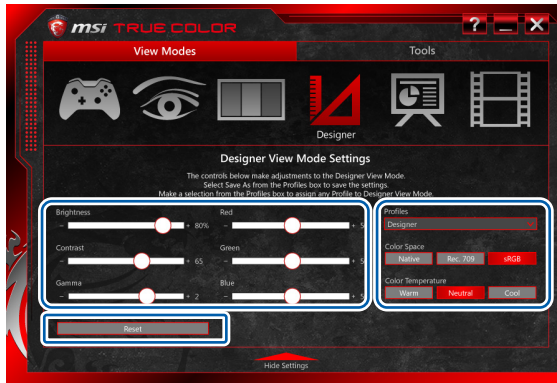 msi TRUE COLOR
? _ X
View Modes
Tools
Designer
Designer View Mode Settings
The controls below make adjustments to the Designer View Mode.
Select Save As from the Profiles box to save the settings.
Make a selection from the Profiles box to assign any Profile to Designer View Mode.
Brightness
- + 80%
Contrast
- + 65
Gamma
- + 2
Red
- + 5
Green
- + 5
Blue
- + 5
Profiles
Designer
Color Space
Native Rec. 709 sRGB
Color Temperature
Warm Neutral Cool
Reset
Hide Settings